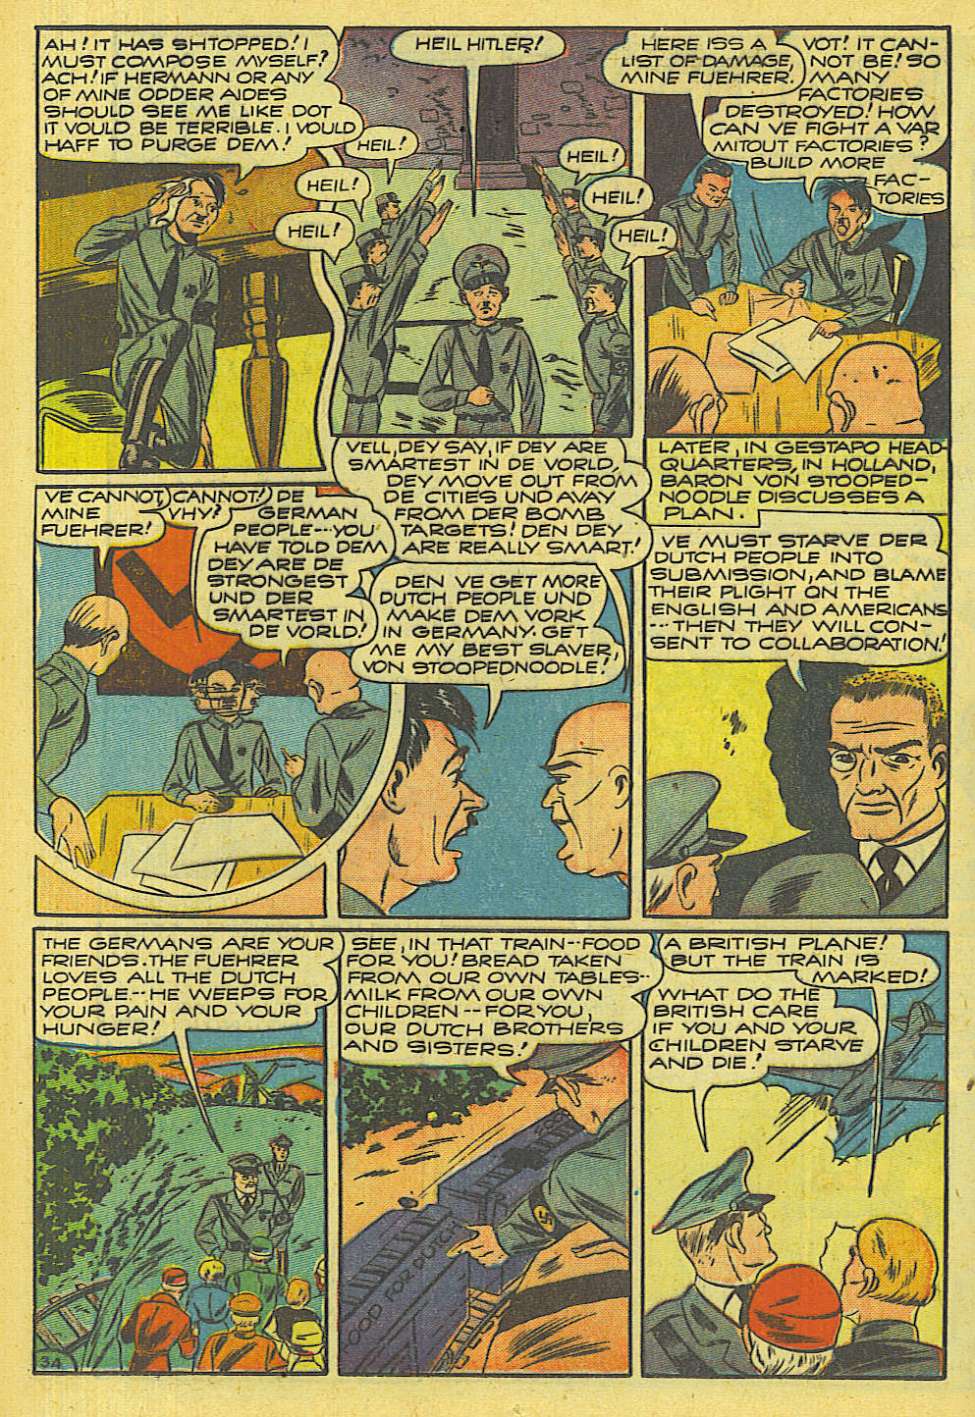 AH! IT HAS SHTOPPED! I
MUST COMPOSE MYSELF?
ACH! IF HERMANN OR ANY
OF MINE ODDER AIDES
SHOULD SEE ME LIKE DOT
IT VOULD BE TERRIBLE. I VOULD
HAFF TO PURGE DEM!
HEIL HITLER!
HEIL!
HEIL!
HEIL!
HEIL!
HEIL!
HEIL!
HERE ISS A
LIST OF DAMAGE,
MINE FUEHRER.
VOT! IT CAN-
NOT BE! SO
MANY
FACTORIES
DESTROYED! HOW
CAN VE FIGHT A VAR
MITOUT FACTORIES?
BUILD MORE
FAC-
TORIES
VE CANNOT,
MINE
FUEHRER!
CANNOT!
VHY?
DE
GERMAN
PEOPLE---YOU
HAVE TOLD DEM
DEY ARE DE
STRONGEST
UND DER
SMARTEST IN
DE VORLD!
VELL, DEY SAY, IF DEY ARE
SMARTEST IN DE VORLD,
DEY MOVE OUT FROM
DE CITIES UND AVAY
FROM DER BOMB
TARGETS! DEN DEY
ARE REALLY SMART!
DEN VE GET MORE
DUTCH PEOPLE UND
MAKE DEM VORK
IN GERMANY. GET
ME MY BEST SLAVER,
VON STOOPEDNOODLE!
LATER, IN GESTAPO HEAD-
QUARTERS, IN HOLLAND,
BARON VON STOOPED-
NOODLE DISCUSSES A
PLAN.
VE MUST STARVE DER
DUTCH PEOPLE INTO
SUBMISSION, AND BLAME
THEIR PLIGHT ON THE
ENGLISH AND AMERICANS
---THEN THEY WILL CON-
SENT TO COLLABORATION!
THE GERMANS ARE YOUR
FRIENDS. THE FUEHRER
LOVES ALL THE DUTCH
PEOPLE--HE WEEPS FOR
YOUR PAIN AND YOUR
HUNGER!
34
SEE, IN THAT TRAIN--FOOD
FOR YOU! BREAD TAKEN
FROM OUR OWN TABLES--
MILK FROM OUR OWN
CHILDREN--FOR YOU,
OUR DUTCH BROTHERS
AND SISTERS!
FOOD FOR DUTCH
A BRITISH PLANE!
BUT THE TRAIN IS
MARKED!
WHAT DO THE
BRITISH CARE
IF YOU AND YOUR
CHILDREN STARVE
AND DIE!